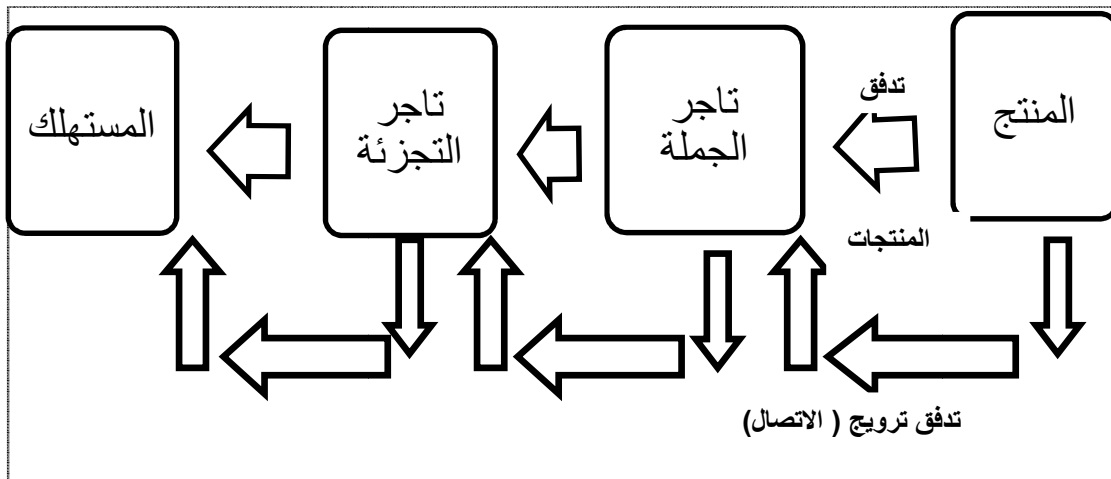 المنتج
تدفق
المنتجات
تاجر
الجملة
تاجر
التجزئة
المستهلك
تدفق ترويج ( الاتصال)